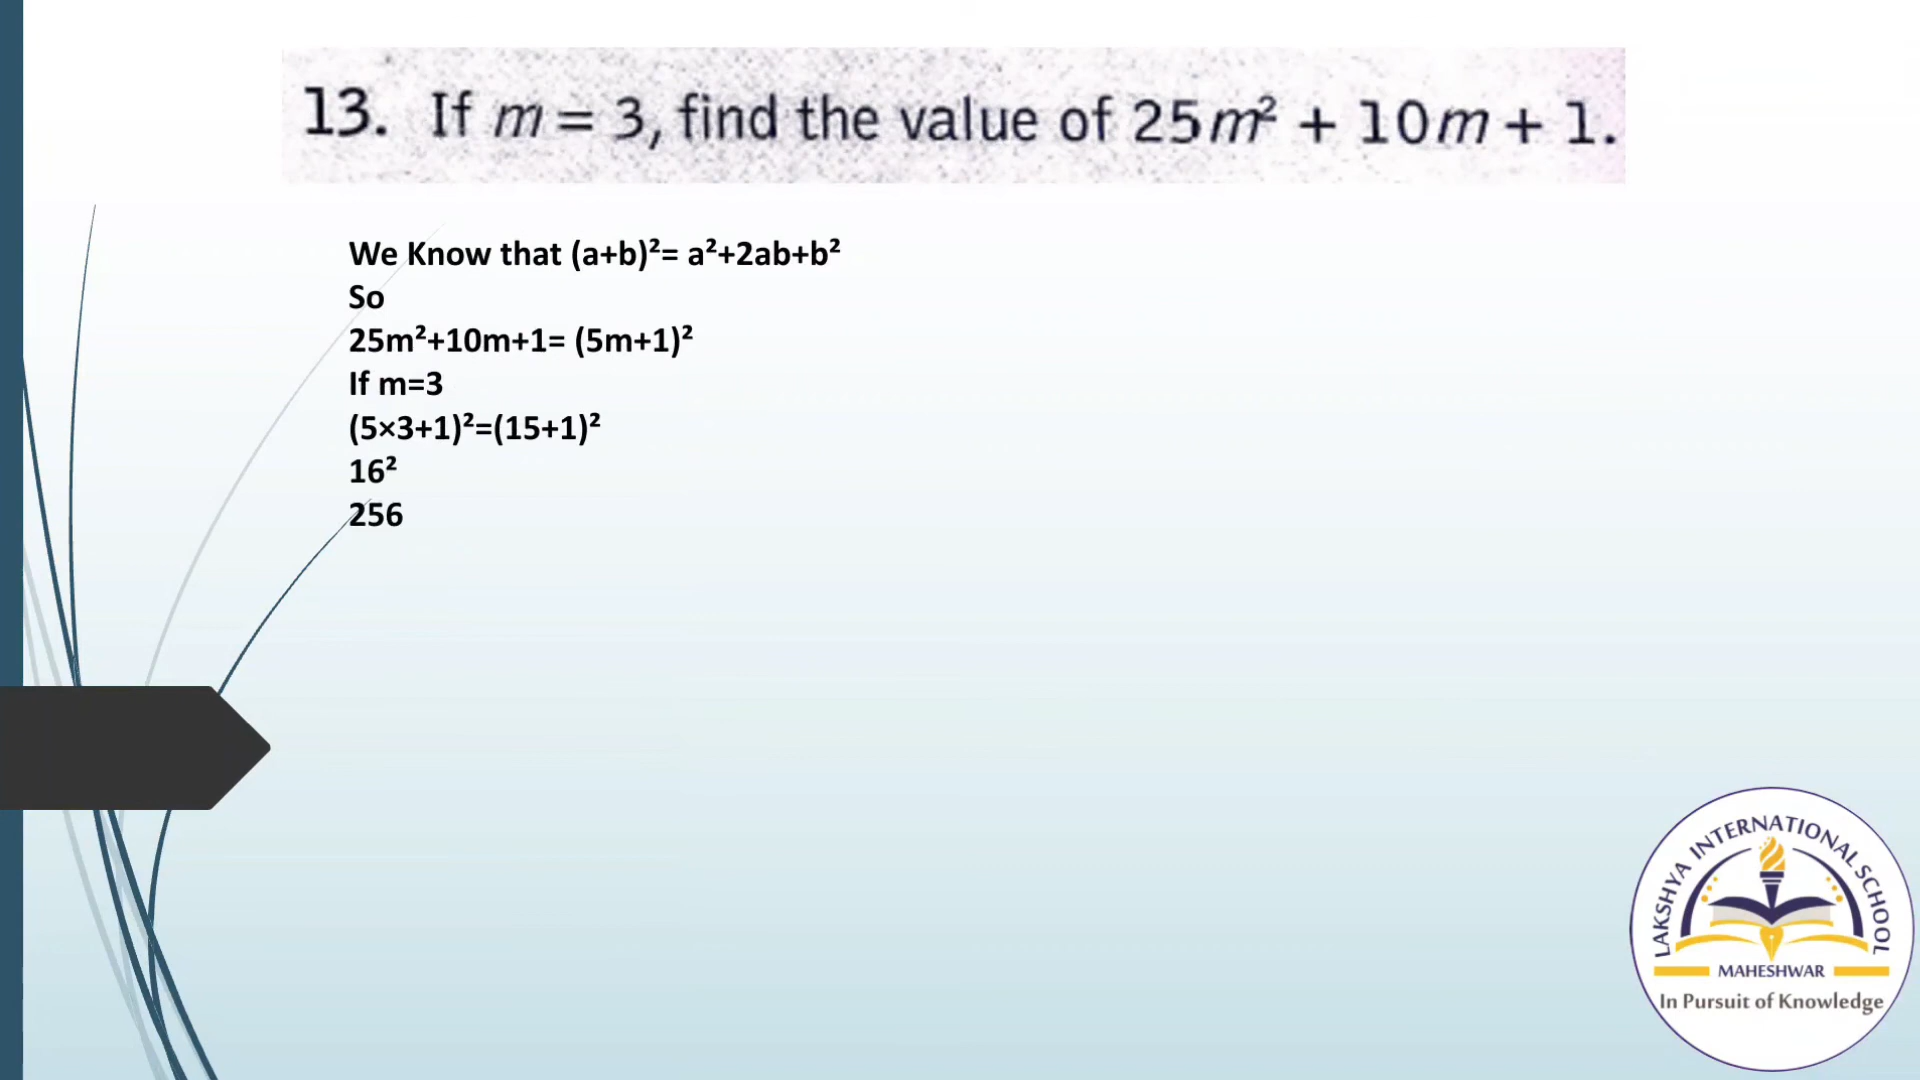 13. If m = 3, find the value of 25m² + 10m + 1.
We Know that (a+b)²= a²+2ab+b²
So
25m²+10m+1= (5m+1)²
If m=3
(5×3+1)²=(15+1)²
16²
256
LAKSHYA INTERNATIONAL SCHOOL
MAHESHWAR
In Pursuit of Knowledge